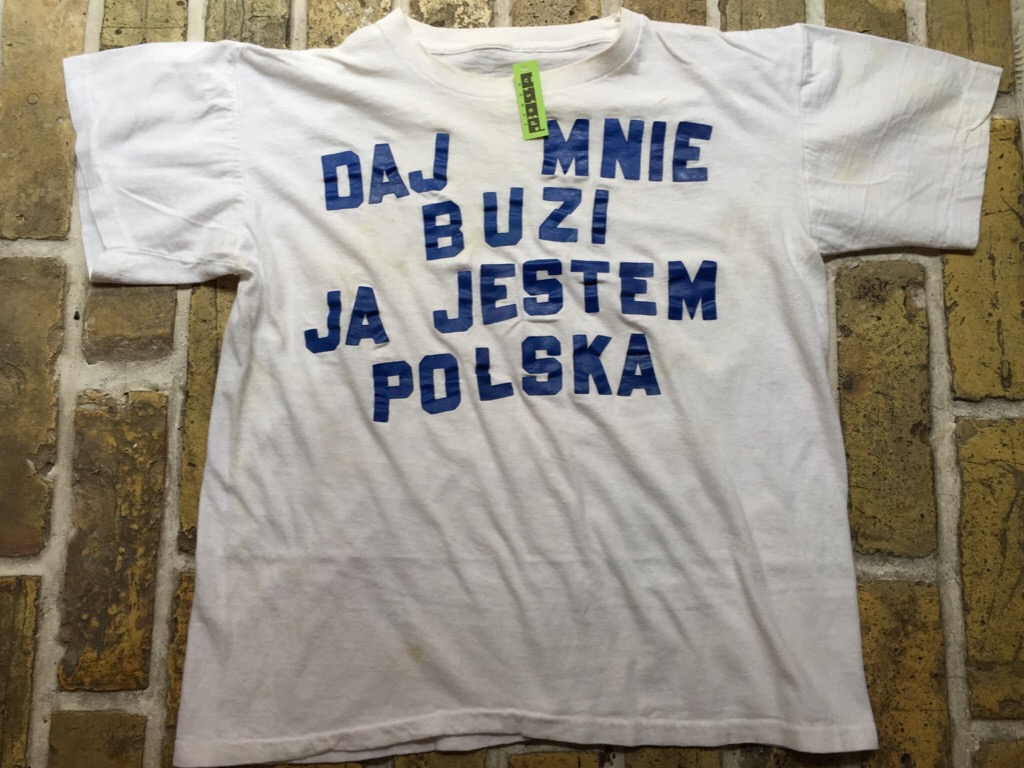 DAJ MNIE
BUZI
JA JESTEM
POLSKA